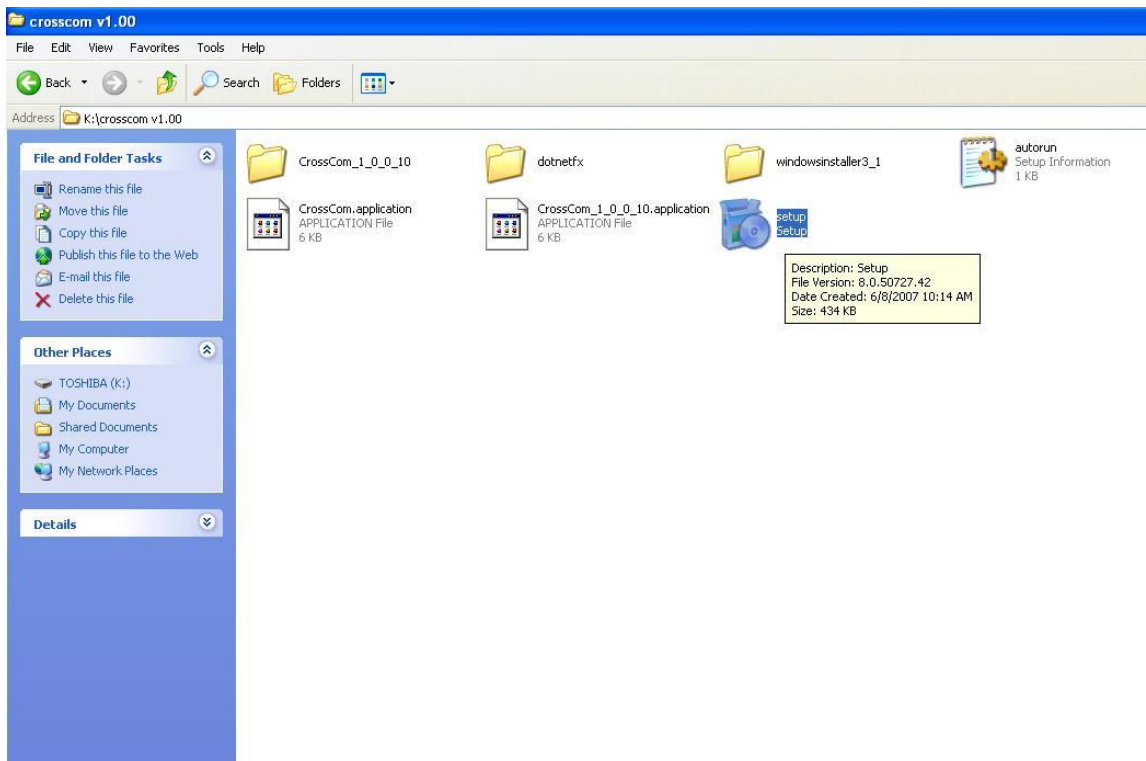 crosscom v1.00
File Edit View Favorites Tools Help
Back Search Folders
Address K:\crosscom v1.00
File and Folder Tasks
Rename this file
Move this file
Copy this file
Publish this file to the Web
E-mail this file
Delete this file
Other Places
TOSHIBA (K:)
My Documents
Shared Documents
My Computer
My Network Places
Details
CrossCom_1_0_0_10
dotnetfx
windowsinstaller3_1
autorun
Setup Information
1 KB
CrossCom.application
APPLICATION File
6 KB
CrossCom_1_0_0_10.application
APPLICATION File
6 KB
setup
Setup
Description: Setup
File Version: 8.0.50727.42
Date Created: 6/8/2007 10:14 AM
Size: 434 KB